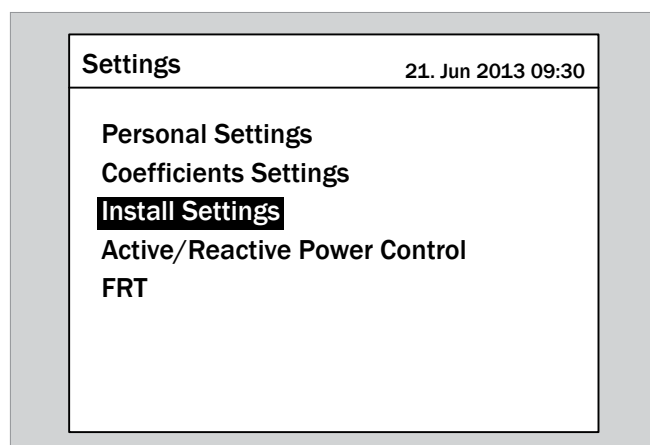 Settings 21. Jun 2013 09:30
Personal Settings
Coefficients Settings
Install Settings
Active/Reactive Power Control
FRT